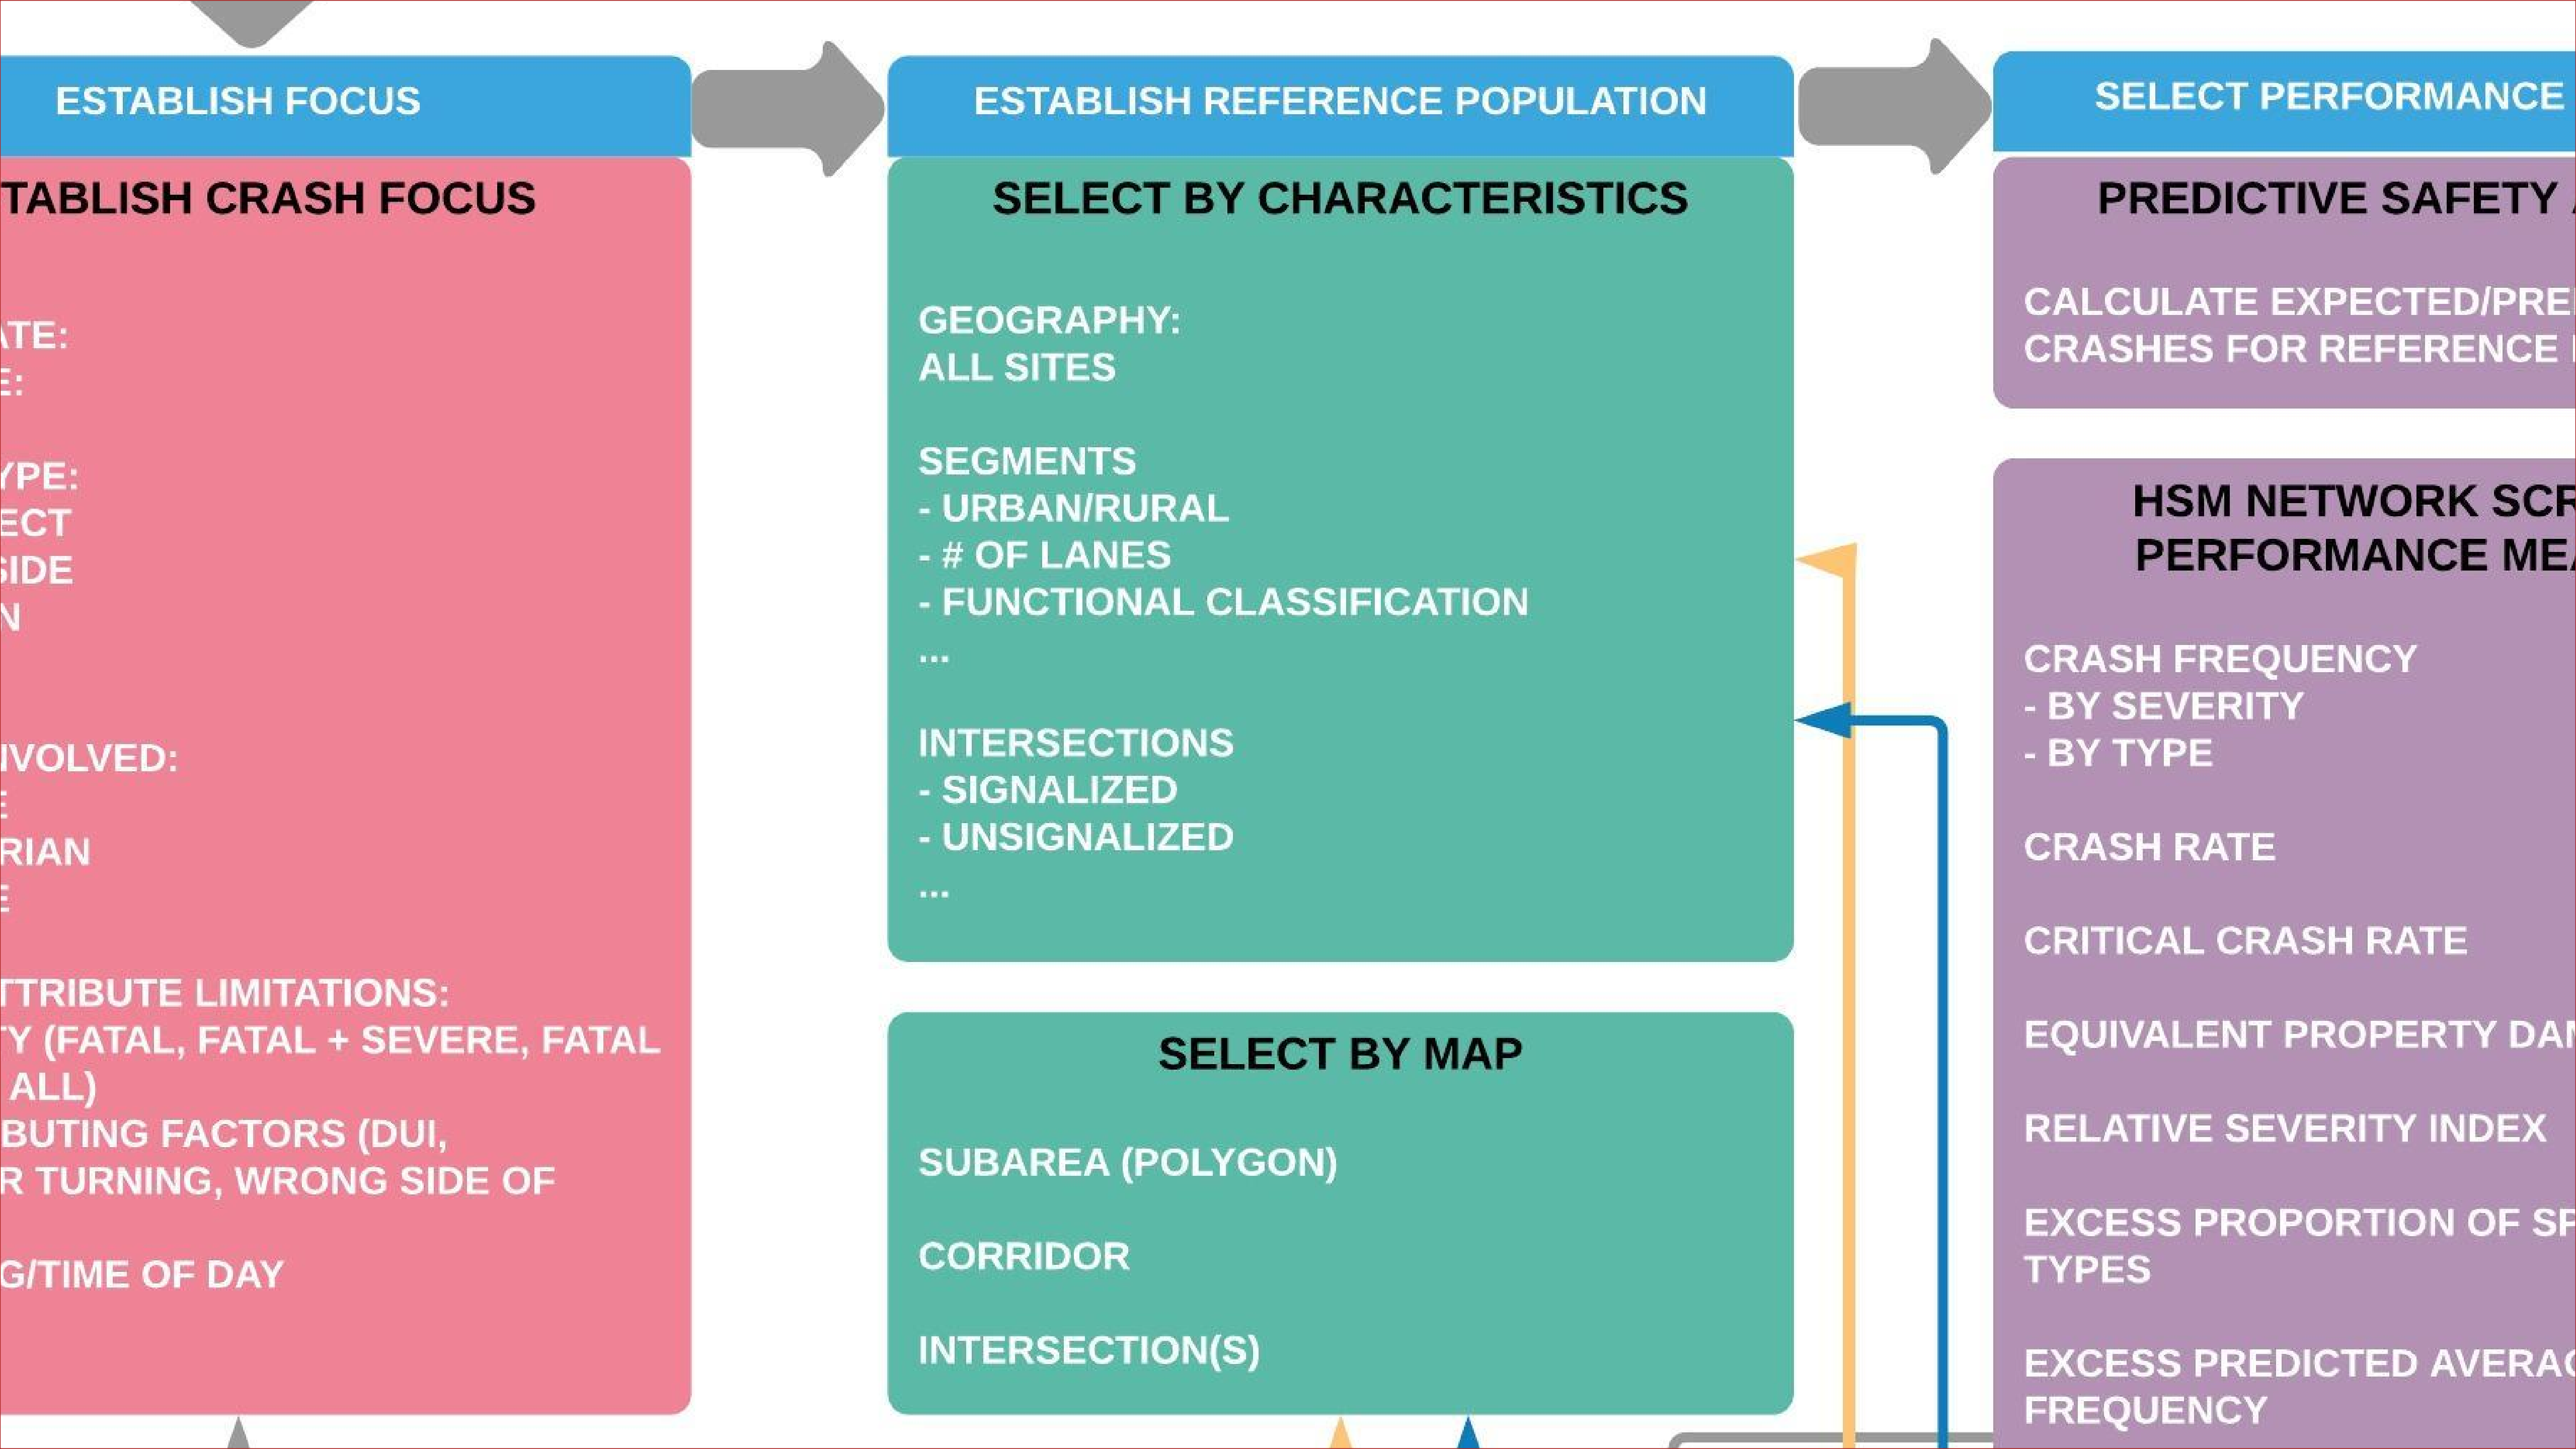 ESTABLISH FOCUS
TABLISH CRASH FOCUS
ATE:
E:
YPE:
ECT
SIDE
N
NVOLVED:
E
RIAN
E
TTRIBUTE LIMITATIONS:
TY (FATAL, FATAL + SEVERE, FATAL
ALL)
BUTING FACTORS (DUI,
R TURNING, WRONG SIDE OF
G/TIME OF DAY
ESTABLISH REFERENCE POPULATION
SELECT BY CHARACTERISTICS
GEOGRAPHY:
ALL SITES
SEGMENTS
- URBAN/RURAL
- # OF LANES
- FUNCTIONAL CLASSIFICATION
...
INTERSECTIONS
- SIGNALIZED
- UNSIGNALIZED
...
SELECT BY MAP
SUBAREA (POLYGON)
CORRIDOR
INTERSECTION(S)
SELECT PERFORMANCE
PREDICTIVE SAFETY
CALCULATE EXPECTED/PRE
CRASHES FOR REFERENCE
HSM NETWORK SCR
PERFORMANCE MEA
CRASH FREQUENCY
- BY SEVERITY
- BY TYPE
CRASH RATE
CRITICAL CRASH RATE
EQUIVALENT PROPERTY DAM
RELATIVE SEVERITY INDEX
EXCESS PROPORTION OF SP
TYPES
EXCESS PREDICTED AVERAG
FREQUENCY